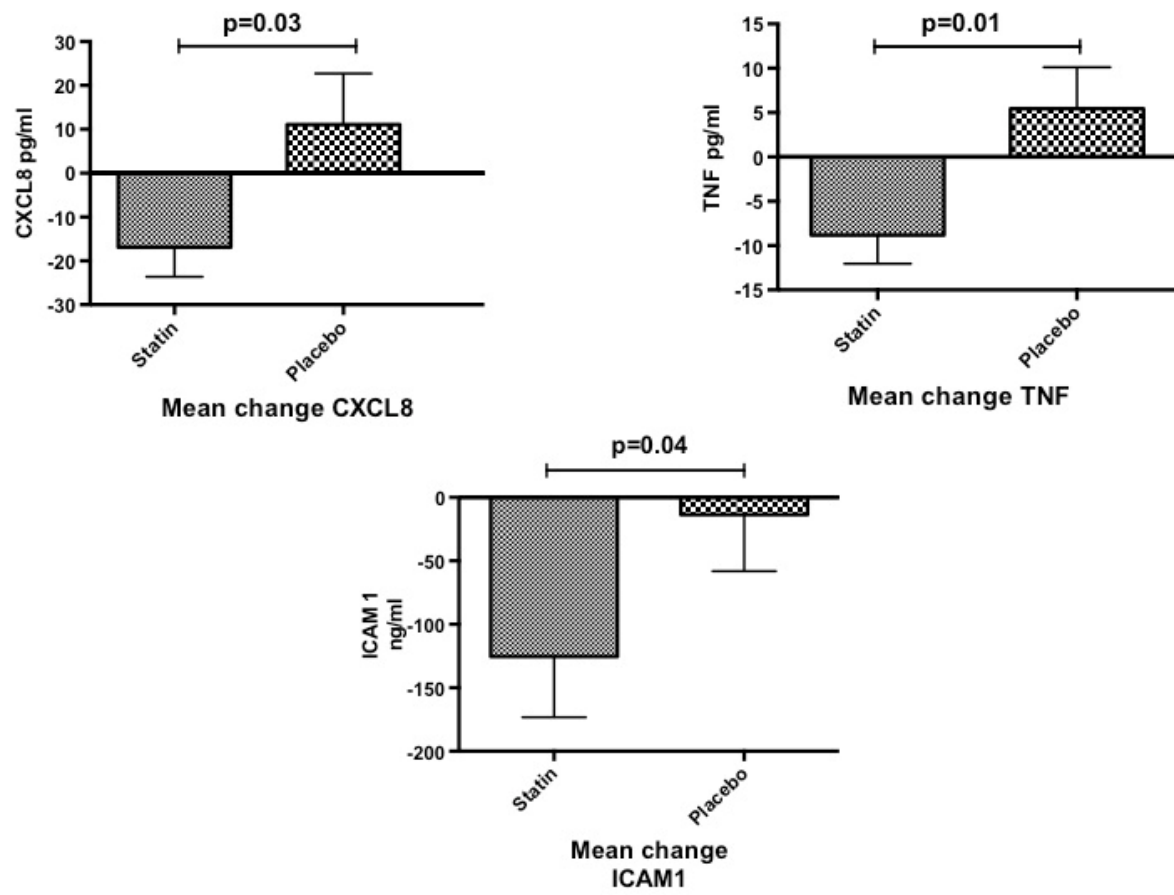 p=0.03
CXCL8 pg/ml
30
20
10
0
-10
-20
-30
Statin
Placebo
Mean change CXCL8
p=0.01
TNF pg/ml
15
10
5
0
-5
-10
-15
Statin
Placebo
Mean change TNF
p=0.04
ICAM 1
ng/ml
0
-50
-100
-150
-200
Statin
Placebo
Mean change
ICAM1